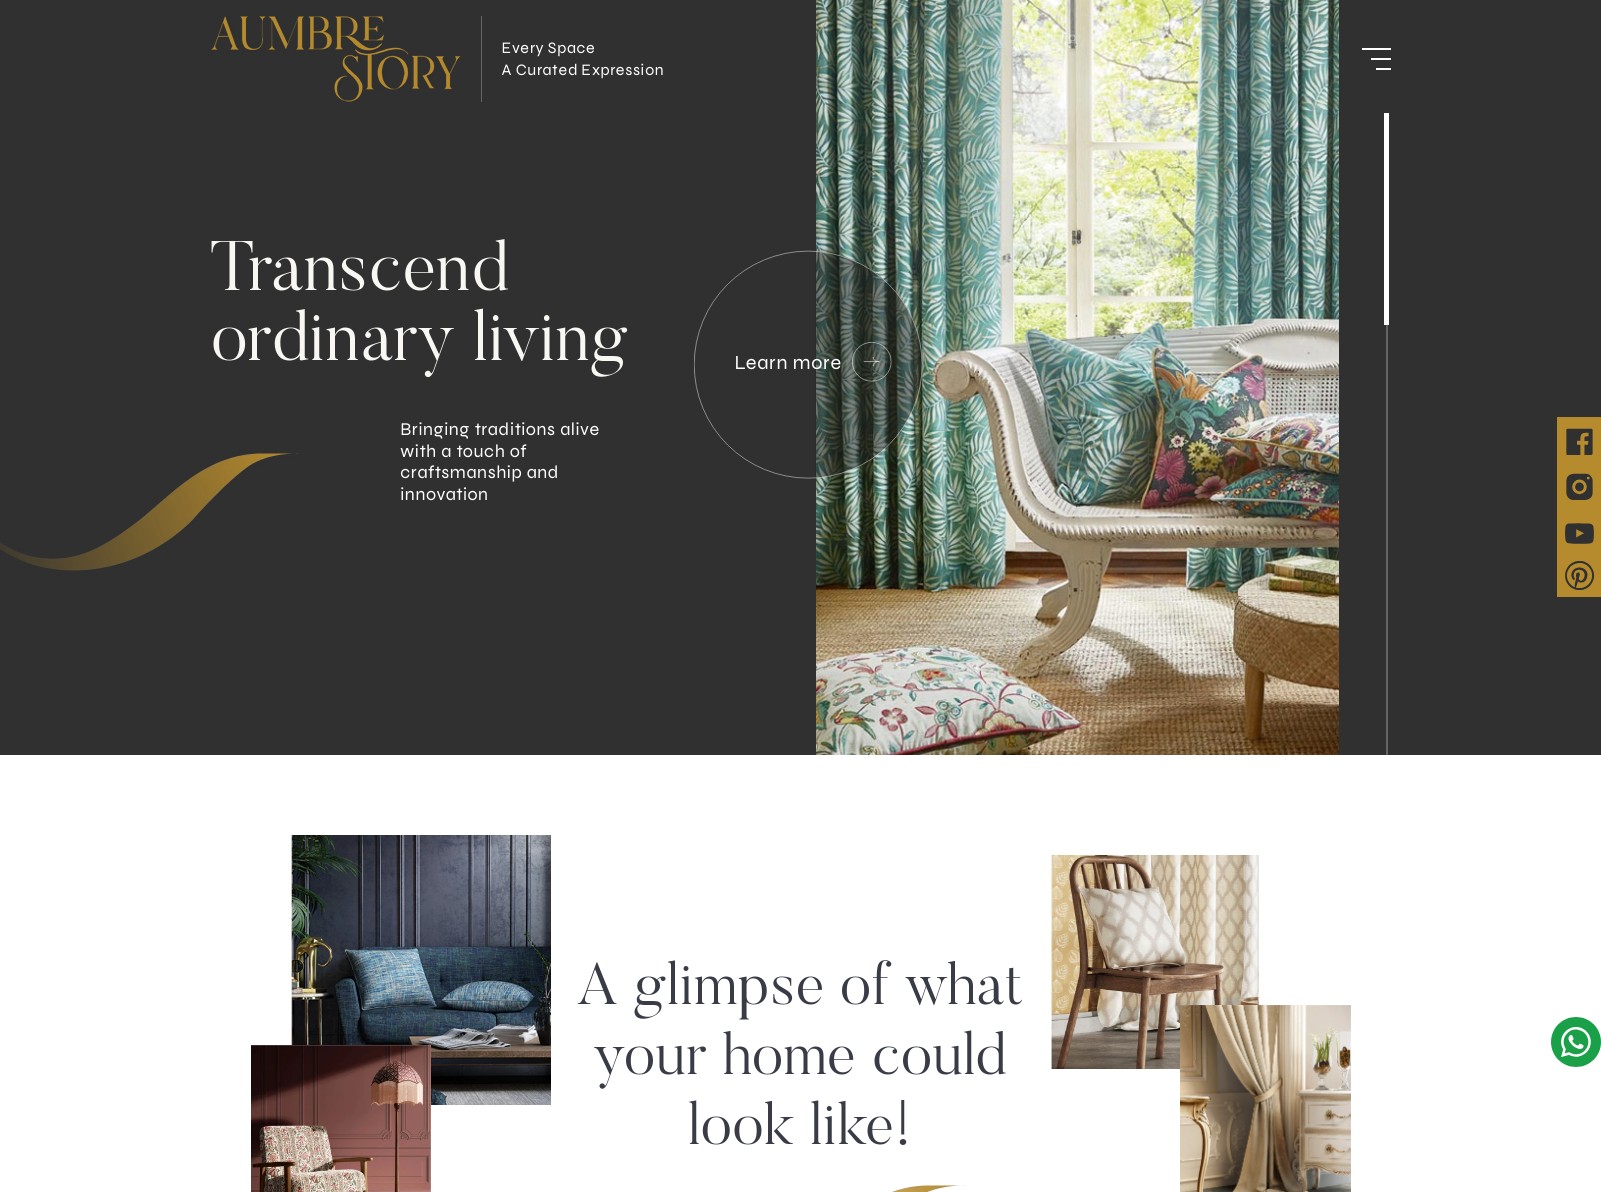 AUMBRE
STORY
Every Space
A Curated Expression
Transcend
ordinary living
Learn more
Bringing traditions alive
with a touch of
craftsmanship and
innovation
A glimpse of what
your home could
look like!